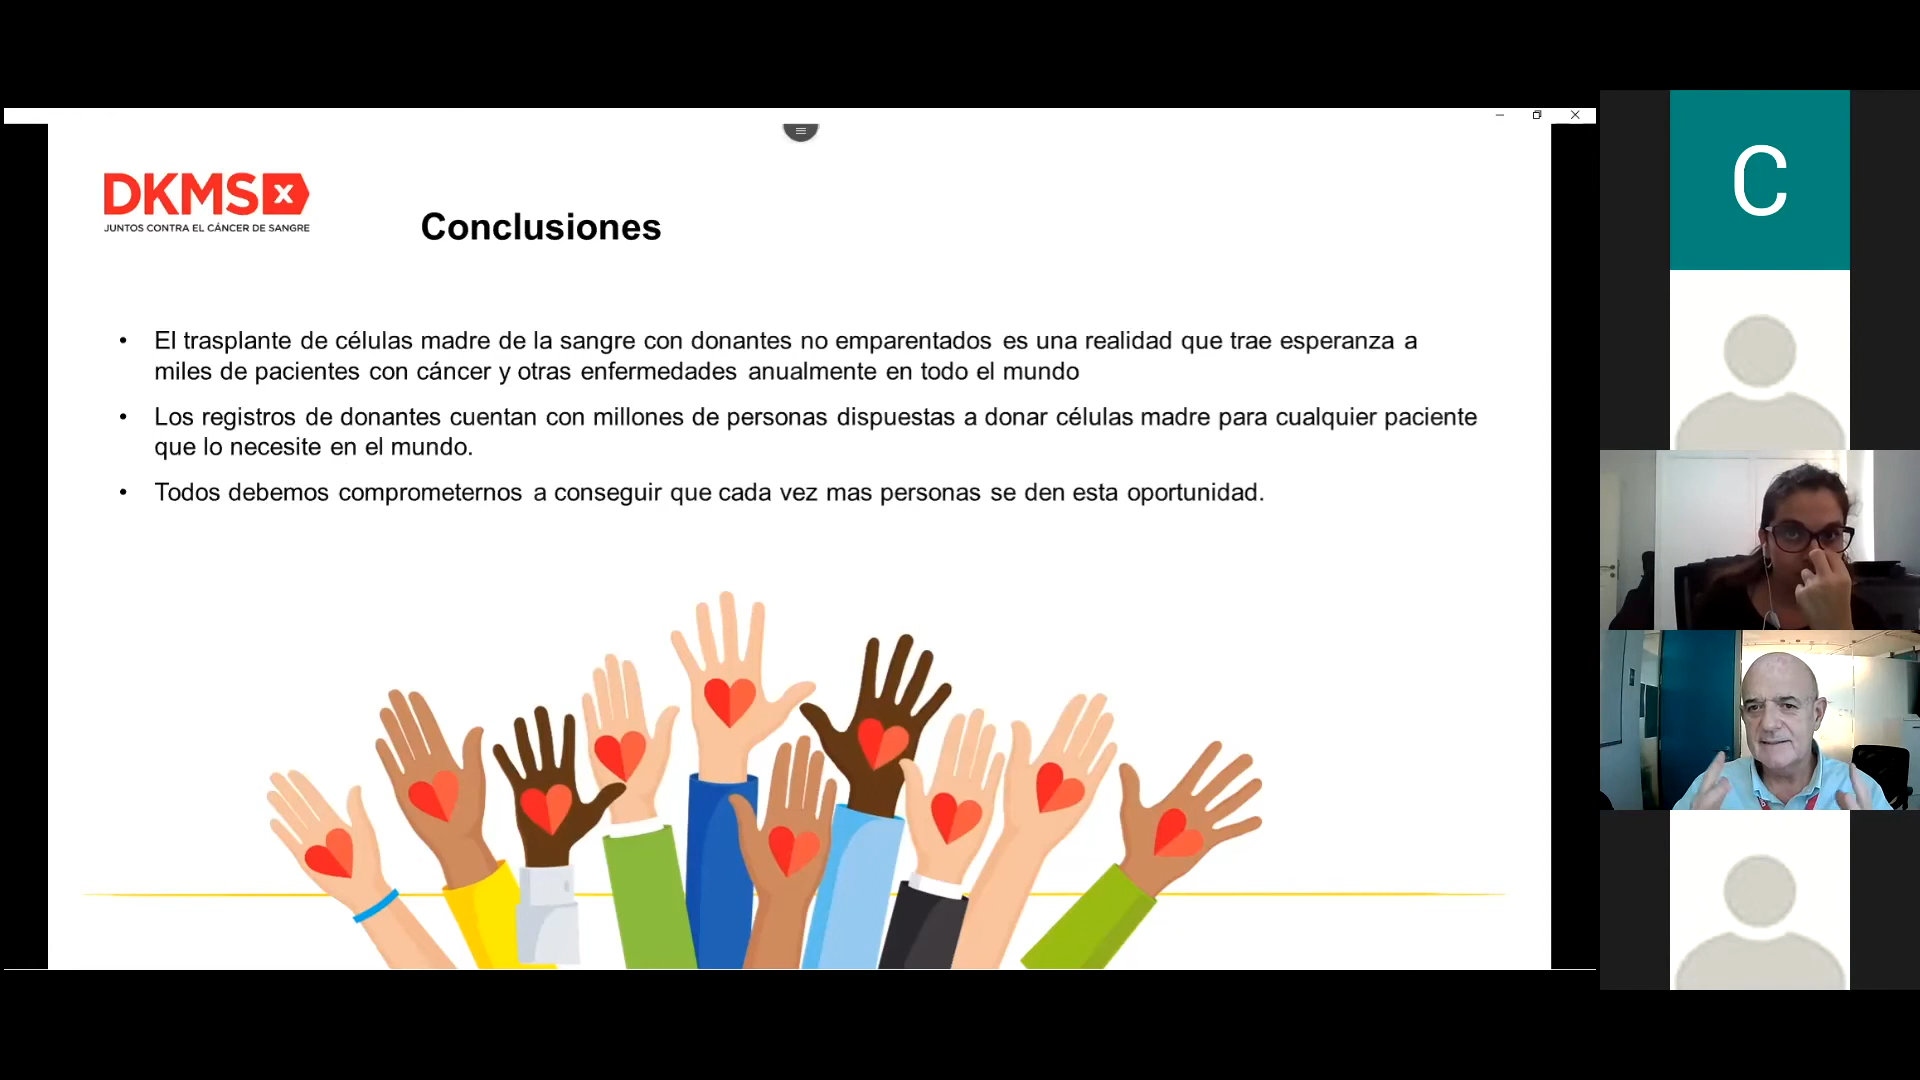 DKMS x
JUNTOS CONTRA EL CÁNCER DE SANGRE
Conclusiones
• El trasplante de células madre de la sangre con donantes no emparentados es una realidad que trae esperanza a
miles de pacientes con cáncer y otras enfermedades anualmente en todo el mundo
• Los registros de donantes cuentan con millones de personas dispuestas a donar células madre para cualquier paciente
que lo necesite en el mundo.
• Todos debemos comprometernos a conseguir que cada vez mas personas se den esta oportunidad.
C